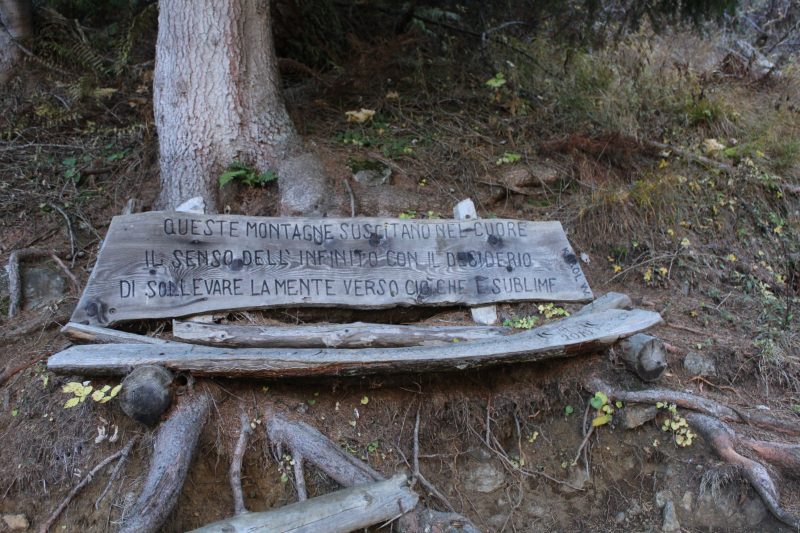 QUESTE MONTAGNE SUSCITANO NEL CUORE
IL SENSO DELL'INFINITO CON IL DESIDERIO
DI SOLLEVARE LA MENTE VERSO CIÒ CHE È SUBLIME